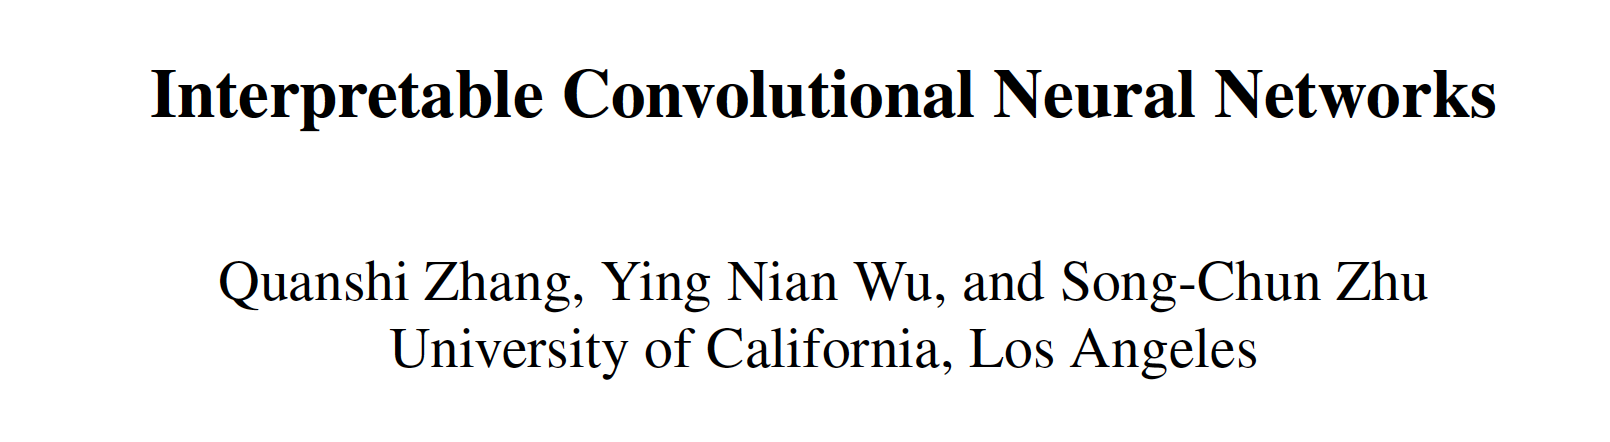 Interpretable Convolutional Neural Networks
Quanshi Zhang, Ying Nian Wu, and Song-Chun Zhu
University of California, Los Angeles